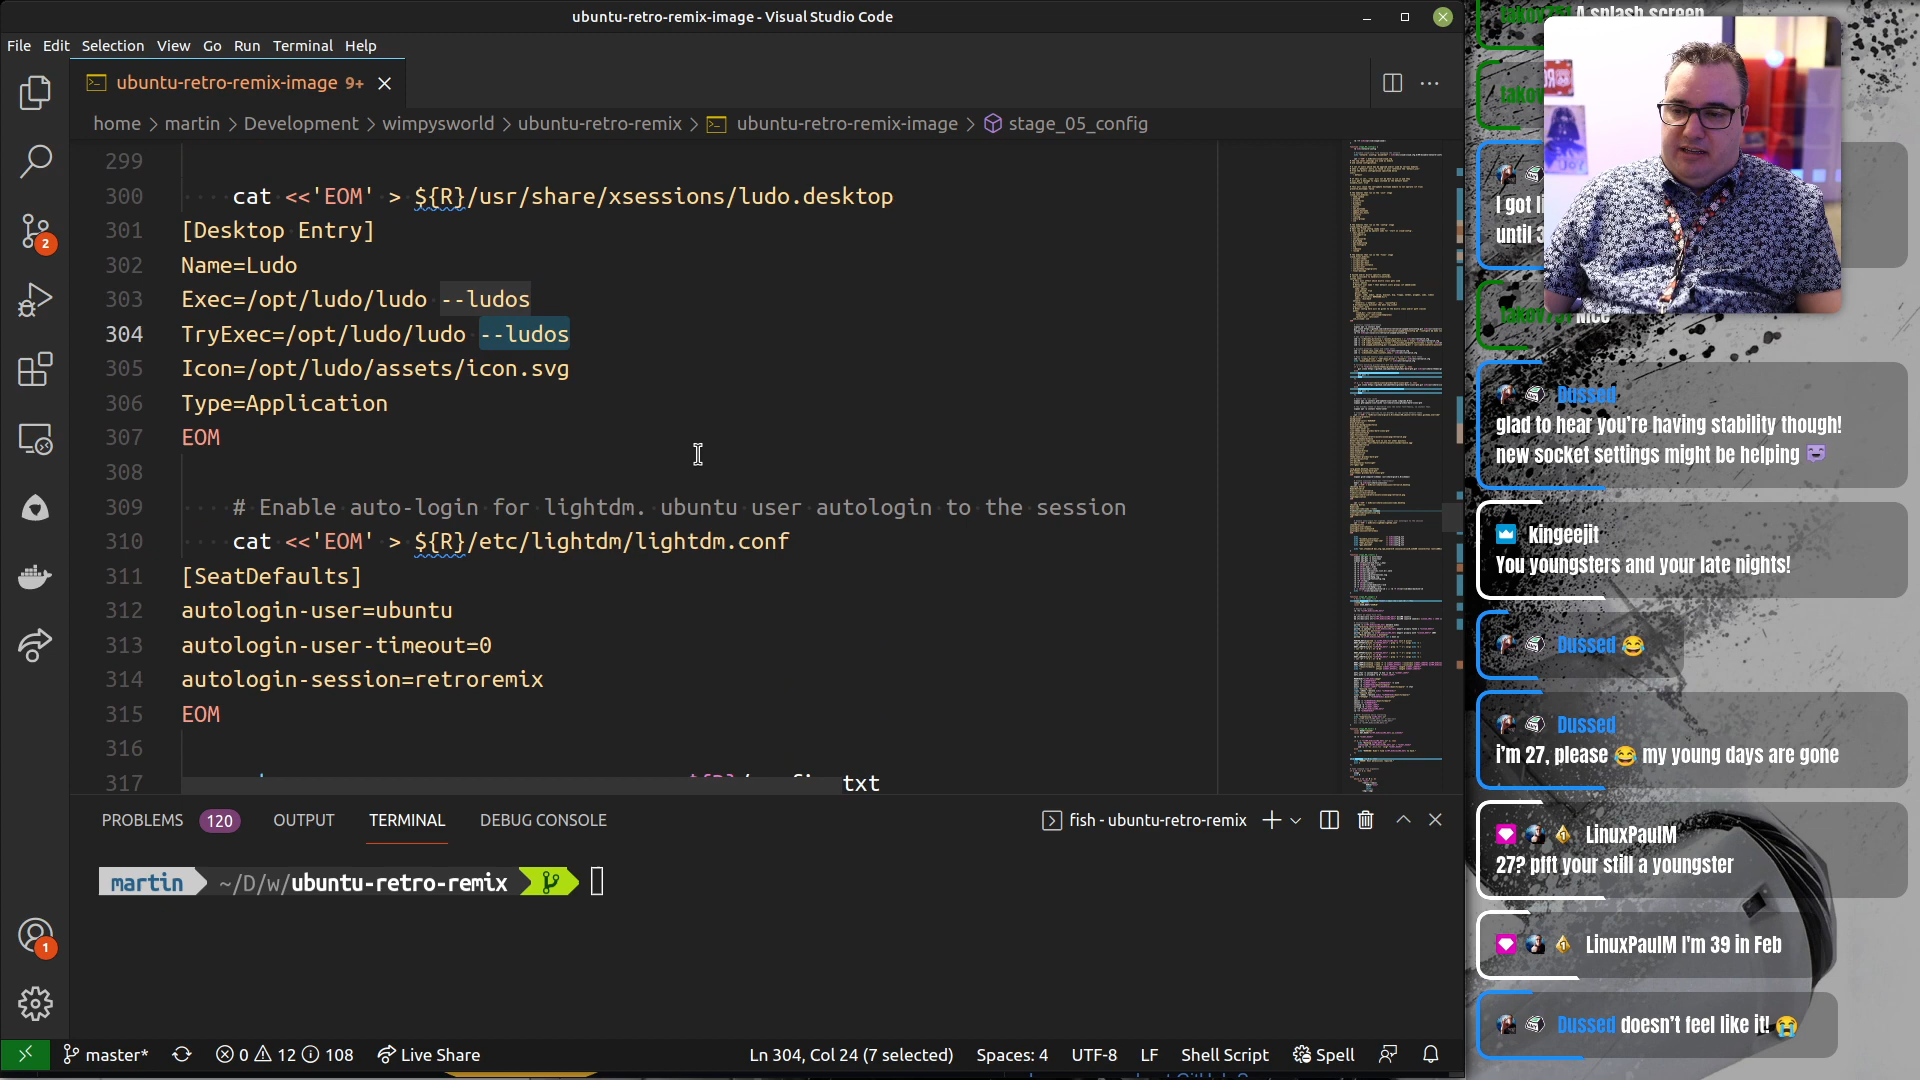 ubuntu-retro-remix-image - Visual Studio Code
File Edit Selection View Go Run Terminal Help
ubuntu-retro-remix-image 9+
home > martin > Development > wimpysworld > ubuntu-retro-remix > ubuntu-retro-remix-image > stage_05_config
299
300 cat <<'EOM' > ${R}/usr/share/xsessions/ludo.desktop
301 [Desktop Entry]
302 Name=Ludo
303 Exec=/opt/ludo/ludo --ludos
304 TryExec=/opt/ludo/ludo --ludos
305 Icon=/opt/ludo/assets/icon.svg
306 Type=Application
307 EOM
308
309 # Enable auto-login for lightdm. ubuntu user autologin to the session
310 cat <<'EOM' > ${R}/etc/lightdm/lightdm.conf
311 [SeatDefaults]
312 autologin-user=ubuntu
313 autologin-user-timeout=0
314 autologin-session=retroremix
315 EOM
316
317
PROBLEMS 120 OUTPUT TERMINAL DEBUG CONSOLE
fish - ubuntu-retro-remix
martin ~/D/w/ubuntu-retro-remix
2
1
master* 0 12 108 Live Share
Ln 304, Col 24 (7 selected) Spaces: 4 UTF-8 LF Shell Script Spell
A splash screen
I got
until
Nice
Dussed
glad to hear you're having stability though!
new socket settings might be helping
kingeejit
You youngsters and your late nights!
Dussed 😂
Dussed
i'm 27, please 😂 my young days are gone
LinuxPaulM
27? pfft your still a youngster
LinuxPaulM I'm 39 in Feb
Dussed doesn't feel like it! 😭